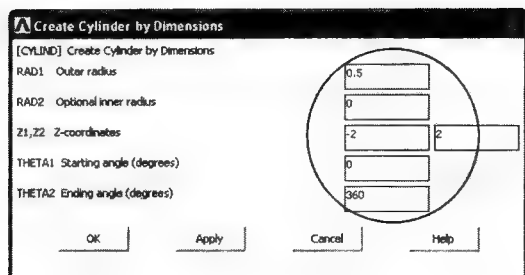 Create Cylinder by Dimensions
[CYLIND] Create Cylinder by Dimensions
RAD1 Outer radius 0.5
RAD2 Optional inner radius 0
Z1,Z2 Z-coordinates -2 2
THETA1 Starting angle (degrees) 0
THETA2 Ending angle (degrees) 360
OK Apply Cancel Help